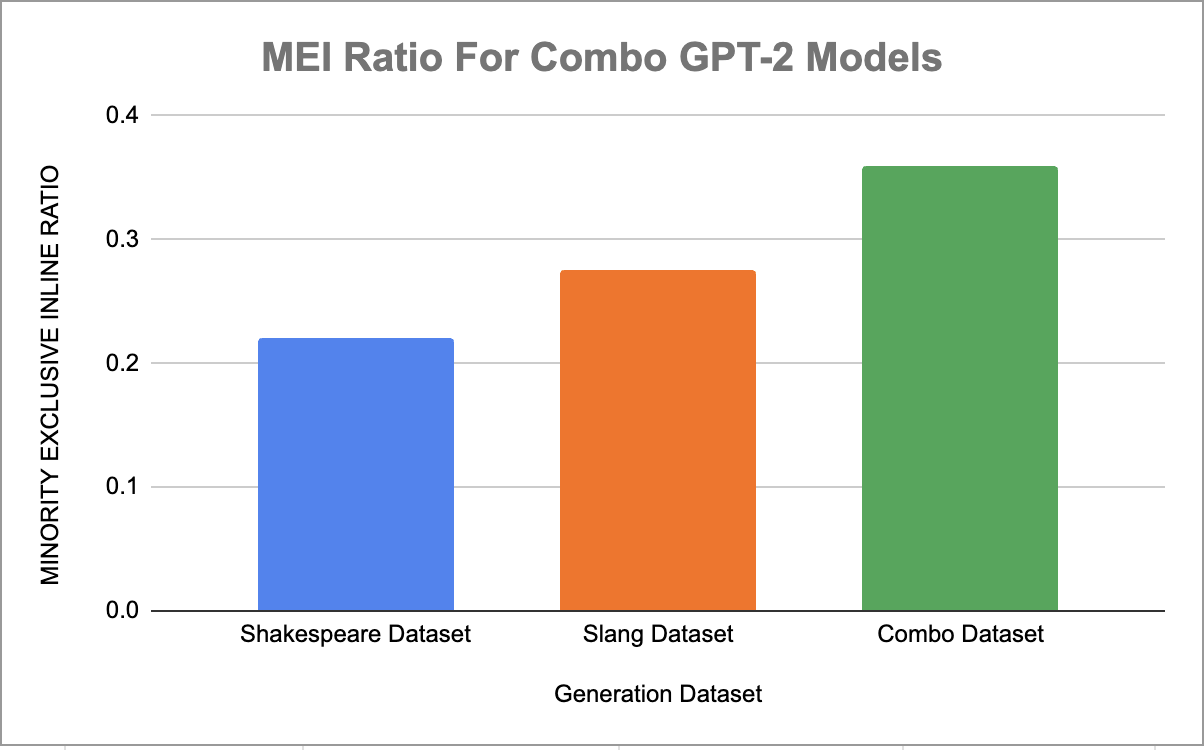 MEI Ratio For Combo GPT-2 Models
MINORITY EXCLUSIVE INLINE RATIO
0.4
0.3
0.2
0.1
0.0
Shakespeare Dataset
Slang Dataset
Combo Dataset
Generation Dataset